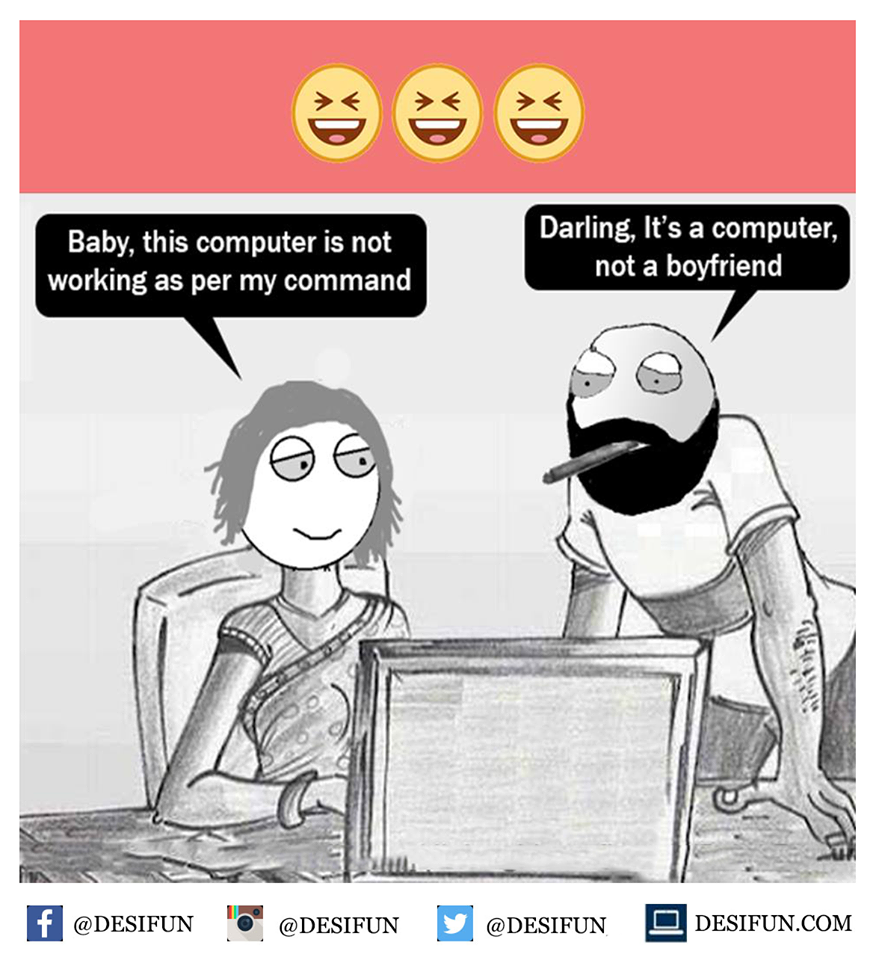 Baby, this computer is not
working as per my command
Darling, It's a computer,
not a boyfriend
@DESIFUN @DESIFUN @DESIFUN DESIFUN.COM